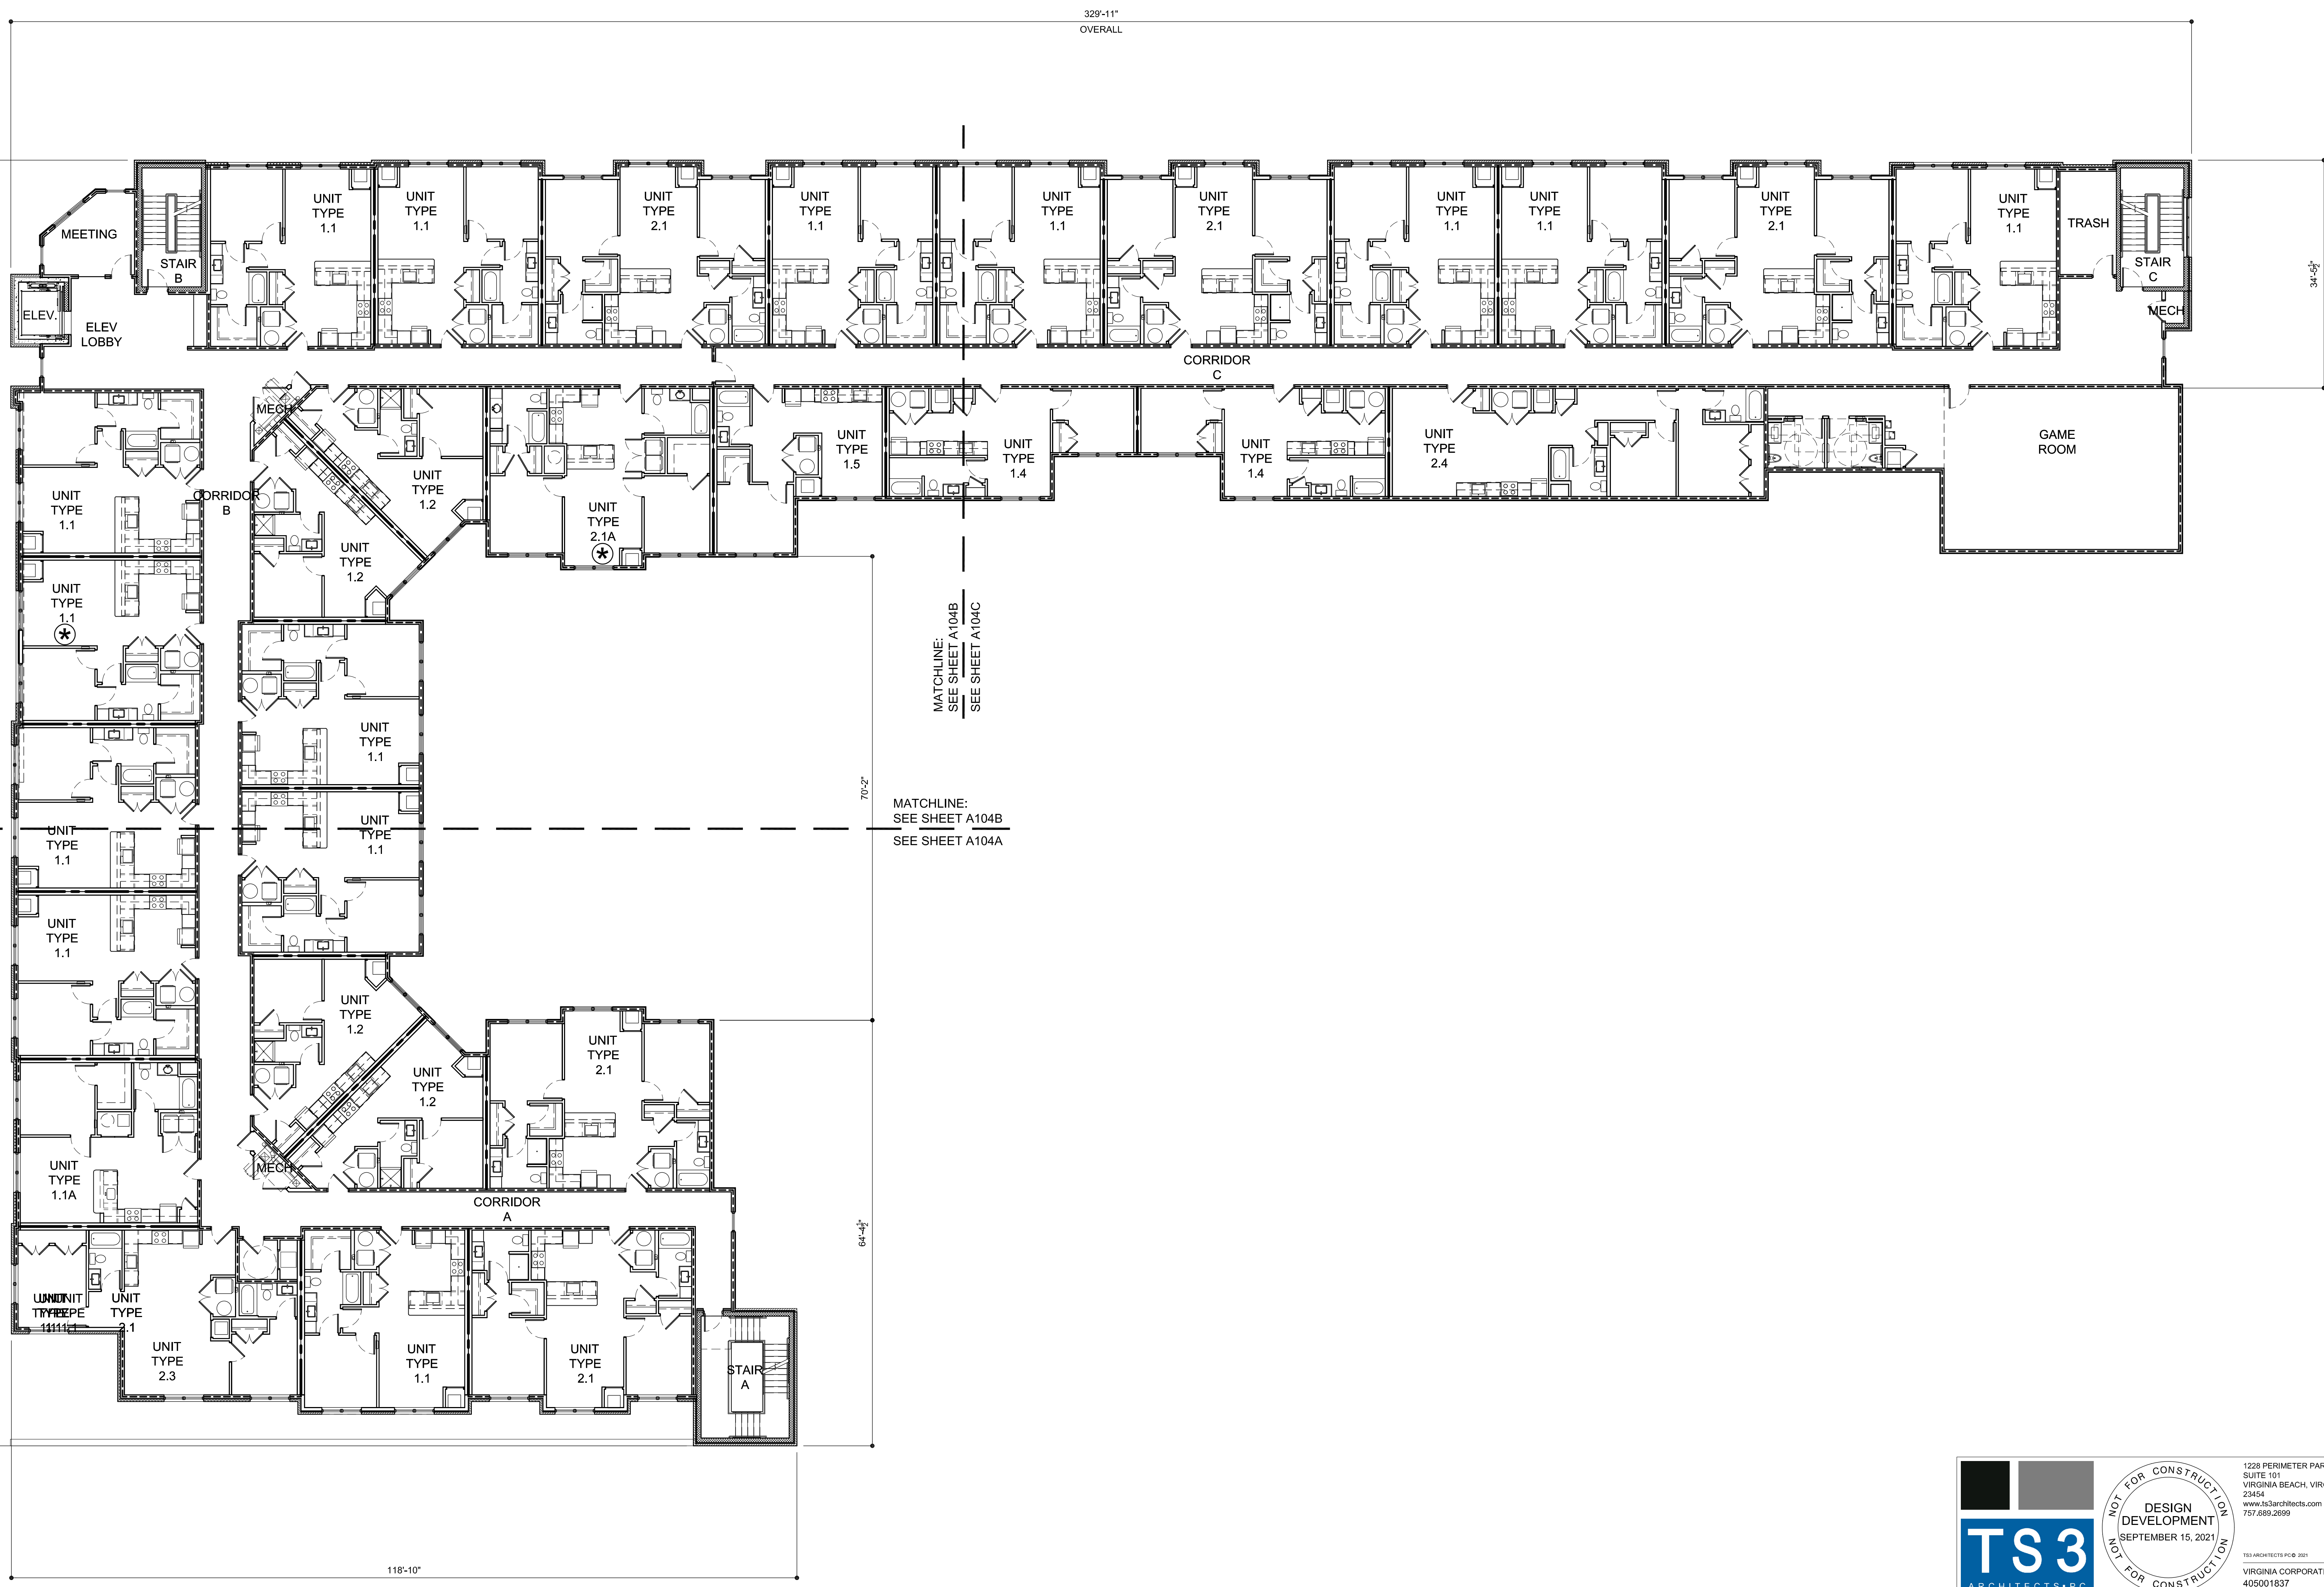 329'-11"
OVERALL
MEETING
STAIR
B
ELEV.
ELEV
LOBBY
UNIT
TYPE
1.1
UNIT
TYPE
1.1
UNIT
TYPE
2.1
UNIT
TYPE
1.1
UNIT
TYPE
1.1
UNIT
TYPE
2.1
UNIT
TYPE
1.1
UNIT
TYPE
1.1
UNIT
TYPE
2.1
UNIT
TYPE
1.1
TRASH
STAIR
C
MECH
34'-5½"
CORRIDOR
C
MECH
UNIT
TYPE
1.2
UNIT
TYPE
1.2
UNIT
TYPE
2.1A
*
UNIT
TYPE
1.5
UNIT
TYPE
1.4
UNIT
TYPE
1.4
UNIT
TYPE
2.4
GAME
ROOM
UNIT
TYPE
1.1
CORRIDOR
B
UNIT
TYPE
1.1
*
MATCHLINE:
SEE SHEET A104B
SEE SHEET A104C
UNIT
TYPE
1.1
UNIT
TYPE
1.1
70'-2"
MATCHLINE:
SEE SHEET A104B
SEE SHEET A104A
UNIT
TYPE
1.1
UNIT
TYPE
1.1
UNIT
TYPE
1.2
UNIT
TYPE
1.2
UNIT
TYPE
2.1
MECH
UNIT
TYPE
1.1A
CORRIDOR
A
64'-4½"
UNIT
TYPE
2.1
UNIT
TYPE
2.3
UNIT
TYPE
1.1
UNIT
TYPE
2.1
STAIR
A
118'-10"
TS3
ARCHITECTS•PC
NOT FOR CONSTRUCTION
DESIGN
DEVELOPMENT
SEPTEMBER 15, 2021
NOT FOR CONSTRUCTION
1228 PERIMETER PAR
SUITE 101
VIRGINIA BEACH, VIR
23454
www.ts3architects.com
757.689.2699
TS3 ARCHITECTS PC© 2021
VIRGINIA CORPORAT
405001837